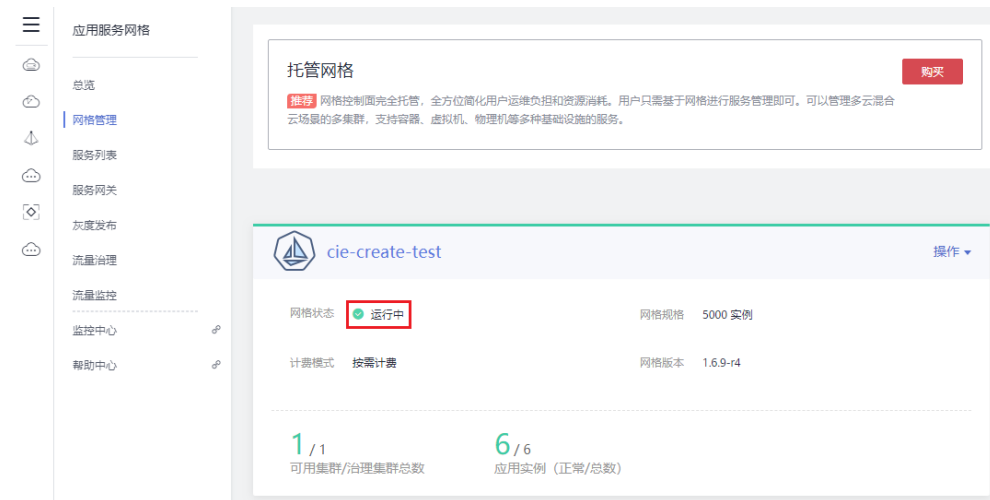 应用服务网格
总览
网格管理
服务列表
服务网关
灰度发布
流量治理
流量监控
监控中心
帮助中心
托管网格
购买
推荐 网格控制面完全托管，全方位简化用户运维负担和资源消耗。用户只需基于网格进行服务管理即可。可以管理多云混合
云场景的多集群，支持容器、虚拟机、物理机等多种基础设施的服务。
cie-create-test
操作
网格状态 运行中
网格规格 5000 实例
计费模式 按需计费
网格版本 1.6.9-r4
1 / 1
可用集群/治理集群总数
6 / 6
应用实例（正常/总数）